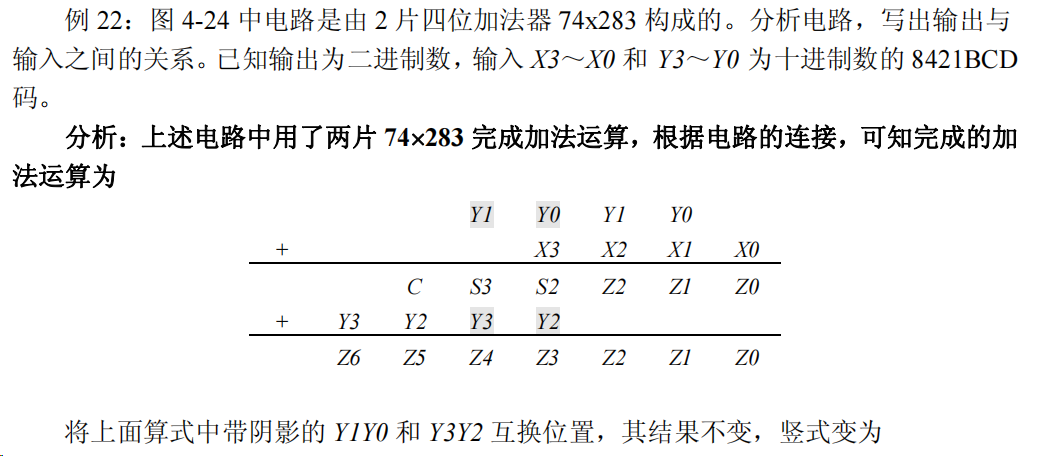 例 22：图 4-24 中电路是由 2 片四位加法器 74x283 构成的。分析电路，写出输出与
输入之间的关系。已知输出为二进制数，输入 X3～X0 和 Y3～Y0 为十进制数的 8421BCD
码。
分析：上述电路中用了两片 74×283 完成加法运算，根据电路的连接，可知完成的加
法运算为
Y1 Y0 Y1 Y0
+ X3 X2 X1 X0
C S3 S2 Z2 Z1 Z0
+ Y3 Y2 Y3 Y2
Z6 Z5 Z4 Z3 Z2 Z1 Z0
将上面算式中带阴影的 Y1Y0 和 Y3Y2 互换位置，其结果不变，竖式变为